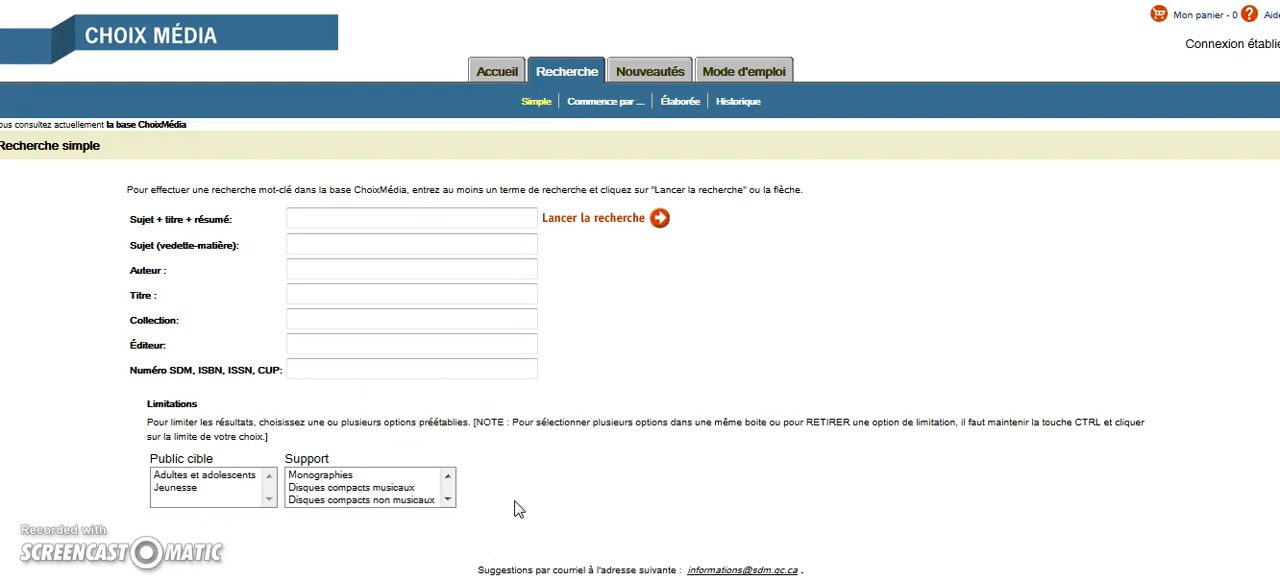 Mon panier - 0 Aide
CHOIX MÉDIA
Connexion établie
Accueil Recherche Nouveautés Mode d'emploi
Simple Commence par ... Élaborée Historique
ous consultez actuellement la base ChoixMédia
Recherche simple
Pour effectuer une recherche mot-clé dans la base ChoixMédia, entrez au moins un terme de recherche et cliquez sur "Lancer la recherche" ou la flèche.
Sujet + titre + résumé: Lancer la recherche
Sujet (vedette-matière):
Auteur :
Titre :
Collection:
Éditeur:
Numéro SDM, ISBN, ISSN, CUP:
Limitations
Pour limiter les résultats, choisissez une ou plusieurs options préétablies. [NOTE : Pour sélectionner plusieurs options dans une même boite ou pour RETIRER une option de limitation, il faut maintenir la touche CTRL et cliquer
sur la limite de votre choix.]
Public cible Support
Adultes et adolescents Monographies
Jeunesse Disques compacts musicaux
Disques compacts non musicaux
Recorded with
SCREENCAST-O-MATIC
Suggestions par courriel à l'adresse suivante : informations@sdm.qc.ca .